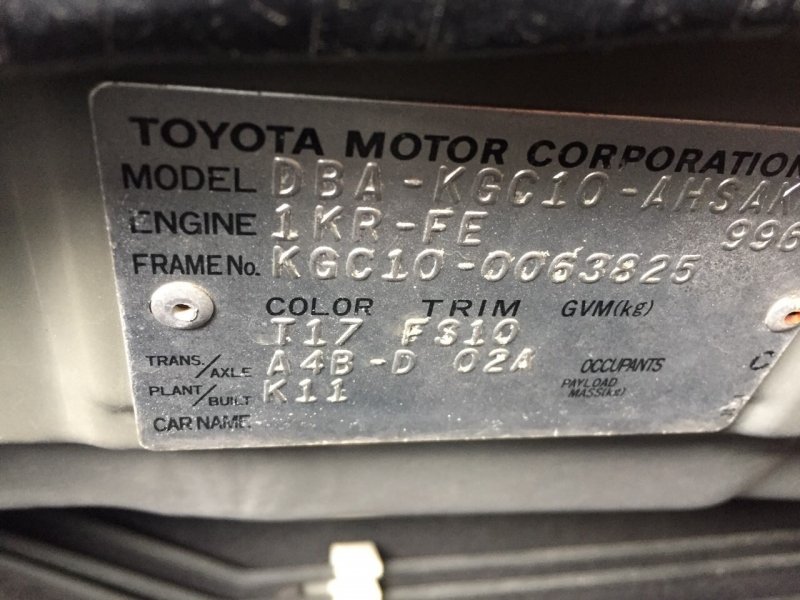 TOYOTA MOTOR CORPORATION
MODEL DBA-KGC10-AHSAK
ENGINE 1KR-FE 996
FRAME No. KGC10-0063825
COLOR TRIM GVM(kg)
T17 FS10
TRANS./AXLE A4B-D 02A OCCUPANTS
PLANT/BUILT K11 PAYLOAD MASS(kg)
CAR NAME